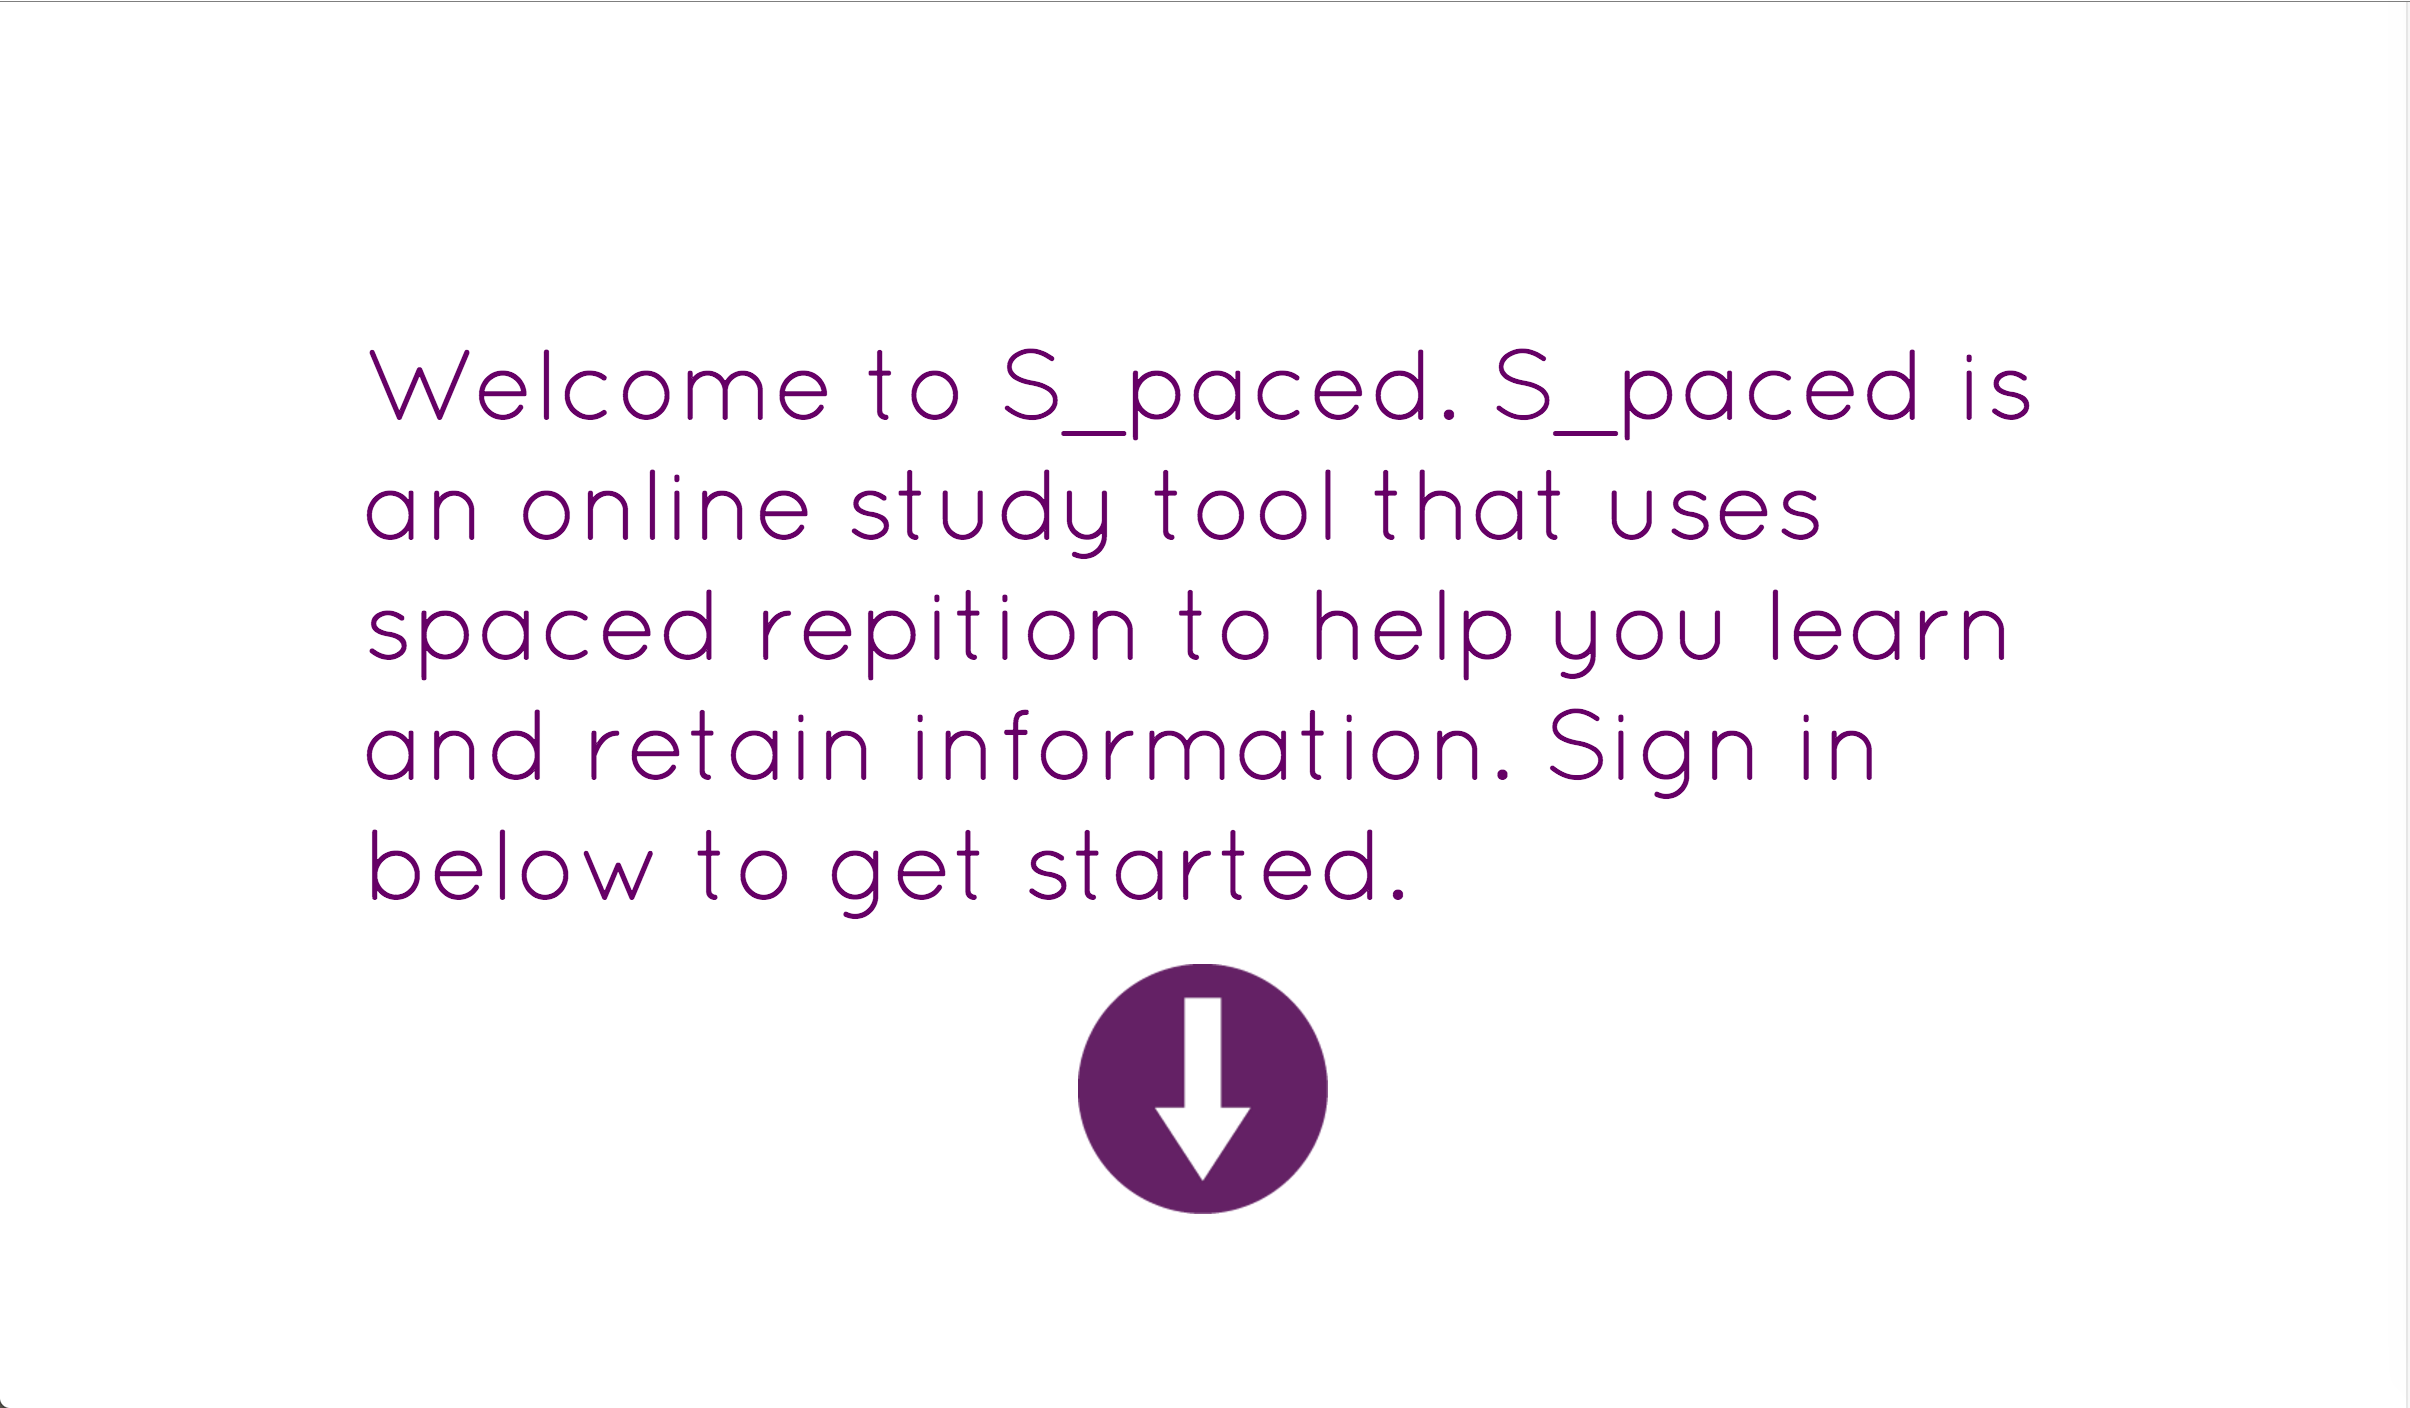 Welcome to S_paced. S_paced is
an online study tool that uses
spaced repition to help you learn
and retain information. Sign in
below to get started.